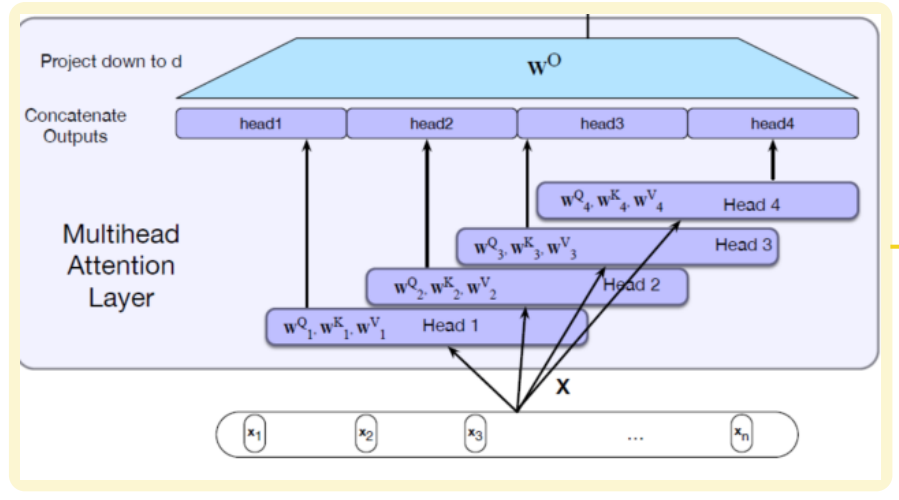 Project down to d
W^O
Concatenate
Outputs
head1 head2 head3 head4
W^Q_4, W^K_4, W^V_4 Head 4
W^Q_3, W^K_3, W^V_3 Head 3
Multihead
Attention
Layer
W^Q_2, W^K_2, W^V_2 Head 2
W^Q_1, W^K_1, W^V_1 Head 1
X
x_1 x_2 x_3 ... x_n